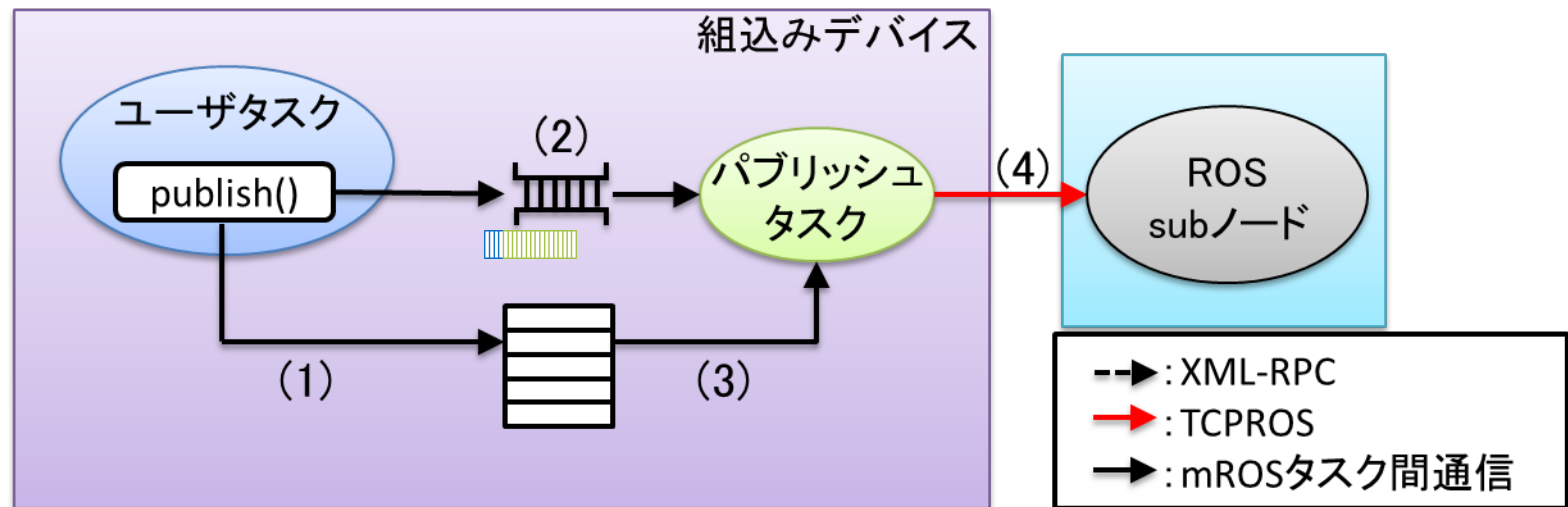 組込みデバイス
ユーザタスク
publish()
(2)
パブリッシュ
タスク
(4)
ROS
subノード
(1)
(3)
: XML-RPC
: TCPROS
: mROSタスク間通信